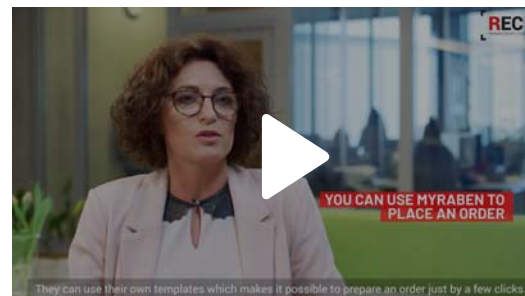 REC
YOU CAN USE MYRABEN TO
PLACE AN ORDER
They can use their own templates which makes it possible to prepare an order just by a few clicks